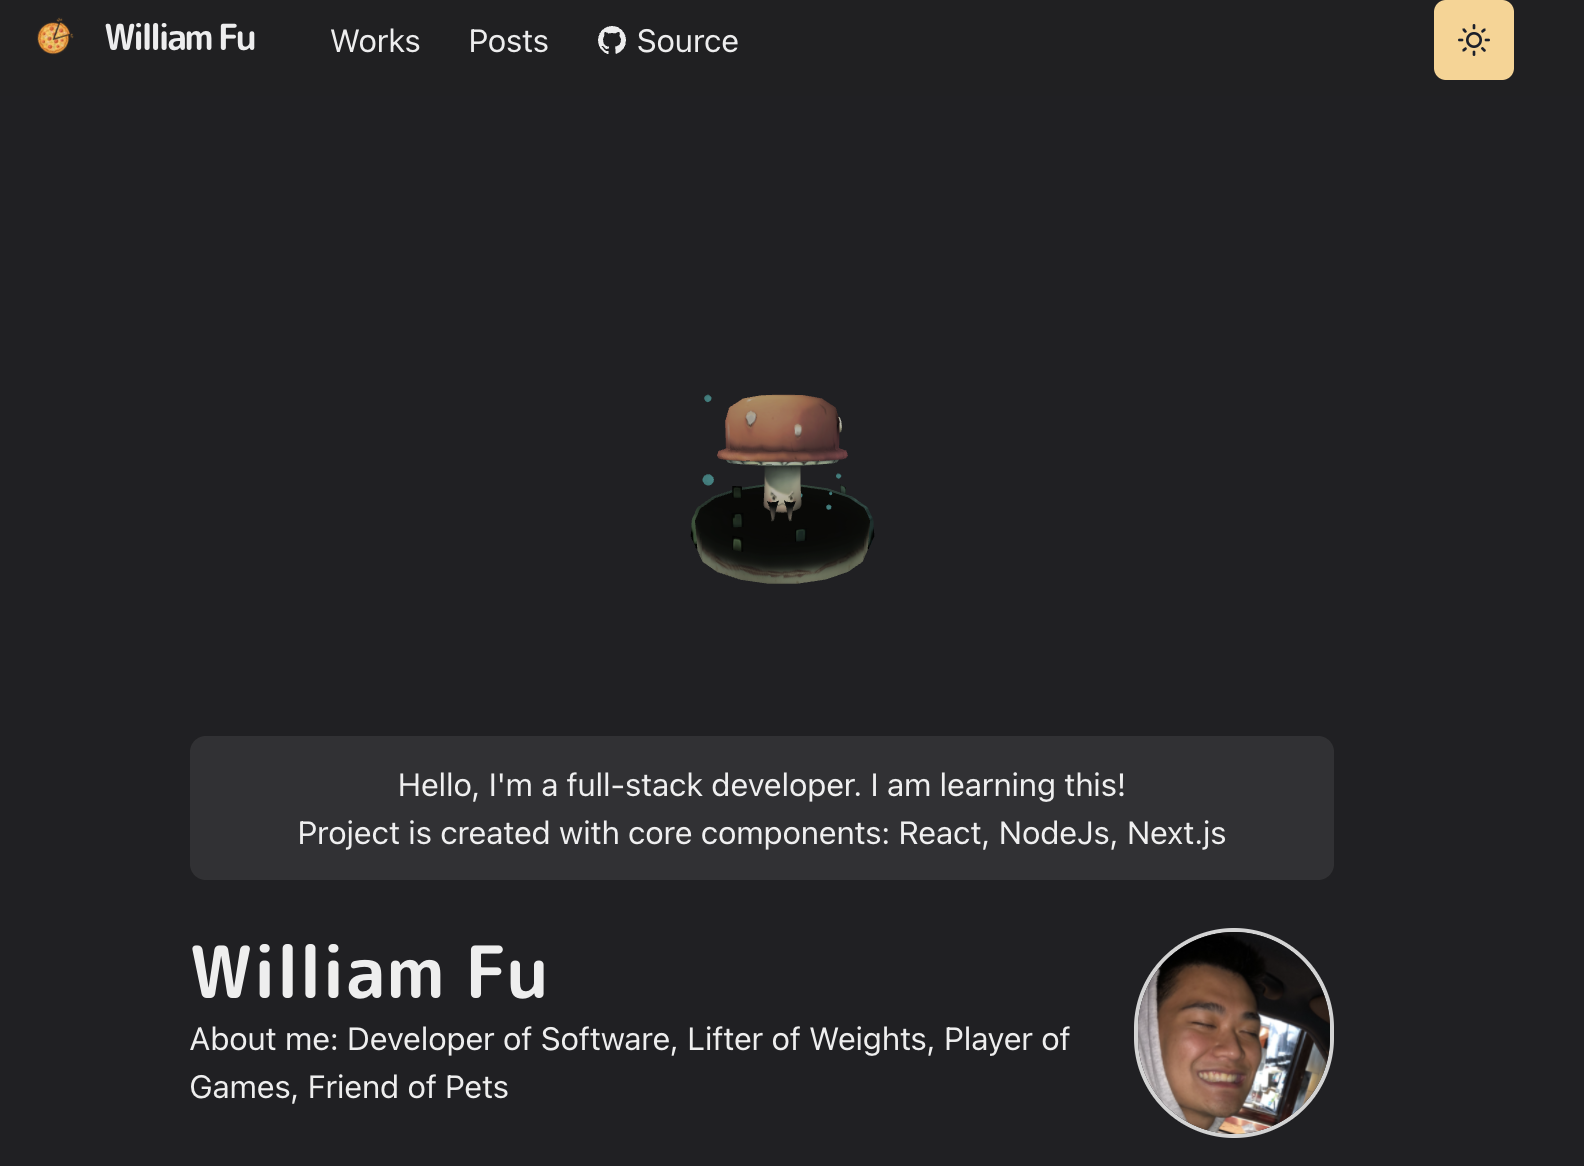 William Fu
Works
Posts
Source
Hello, I'm a full-stack developer. I am learning this!
Project is created with core components: React, NodeJs, Next.js
William Fu
About me: Developer of Software, Lifter of Weights, Player of
Games, Friend of Pets